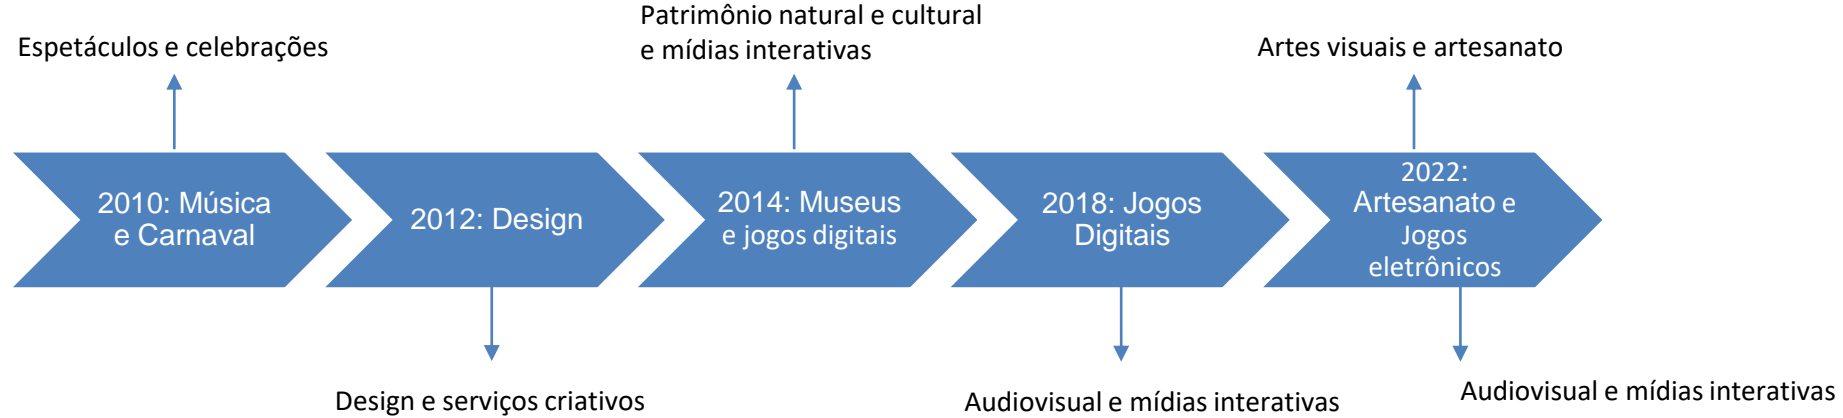 Patrimônio natural e cultural
e mídias interativas
Espetáculos e celebrações
Artes visuais e artesanato
2010: Música
e Carnaval
2012: Design
2014: Museus
e jogos digitais
2018: Jogos
Digitais
2022:
Artesanato e
Jogos
eletrônicos
Design e serviços criativos
Audiovisual e mídias interativas
Audiovisual e mídias interativas